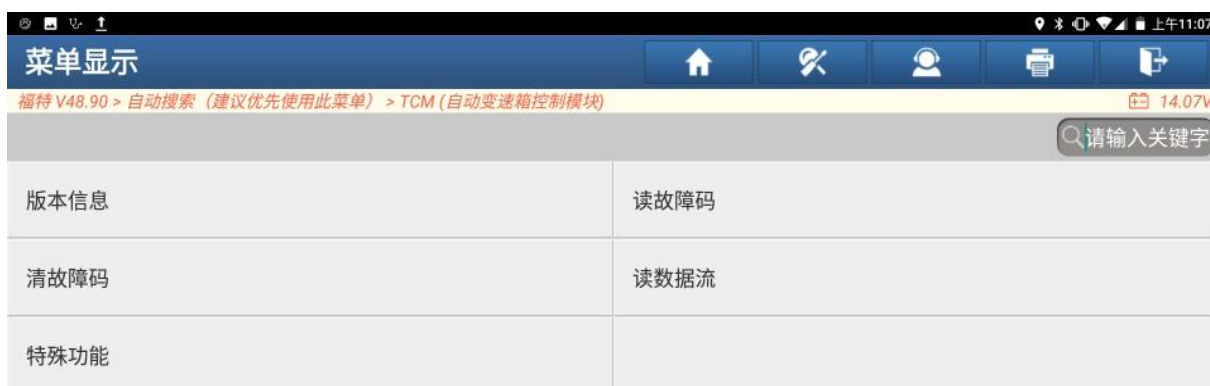 上午11:07
菜单显示
福特 V48.90 > 自动搜索（建议优先使用此菜单） > TCM (自动变速箱控制模块)
14.07V
请输入关键字
版本信息
读故障码
清故障码
读数据流
特殊功能